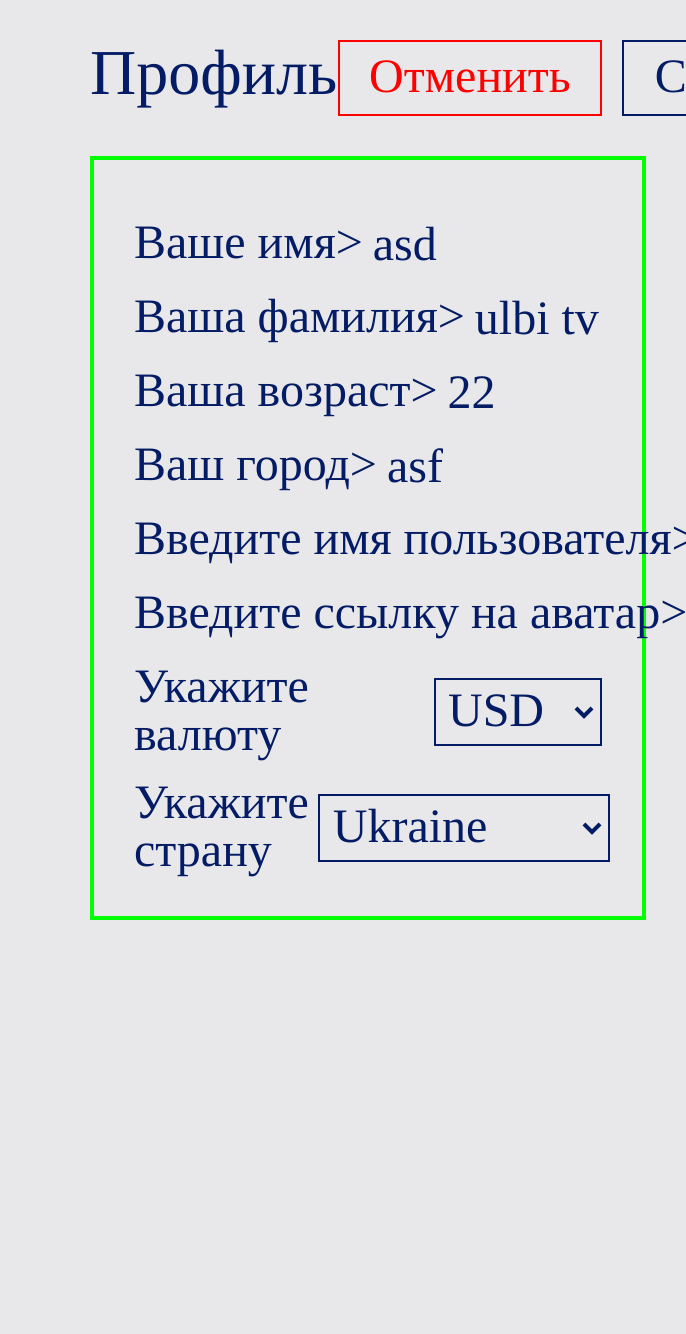 Профиль Отменить С
Ваше имя> asd
Ваша фамилия> ulbi tv
Ваша возраст> 22
Ваш город> asf
Введите имя пользователя>
Введите ссылку на аватар>
Укажите
валюту
USD
Укажите
страну
Ukraine